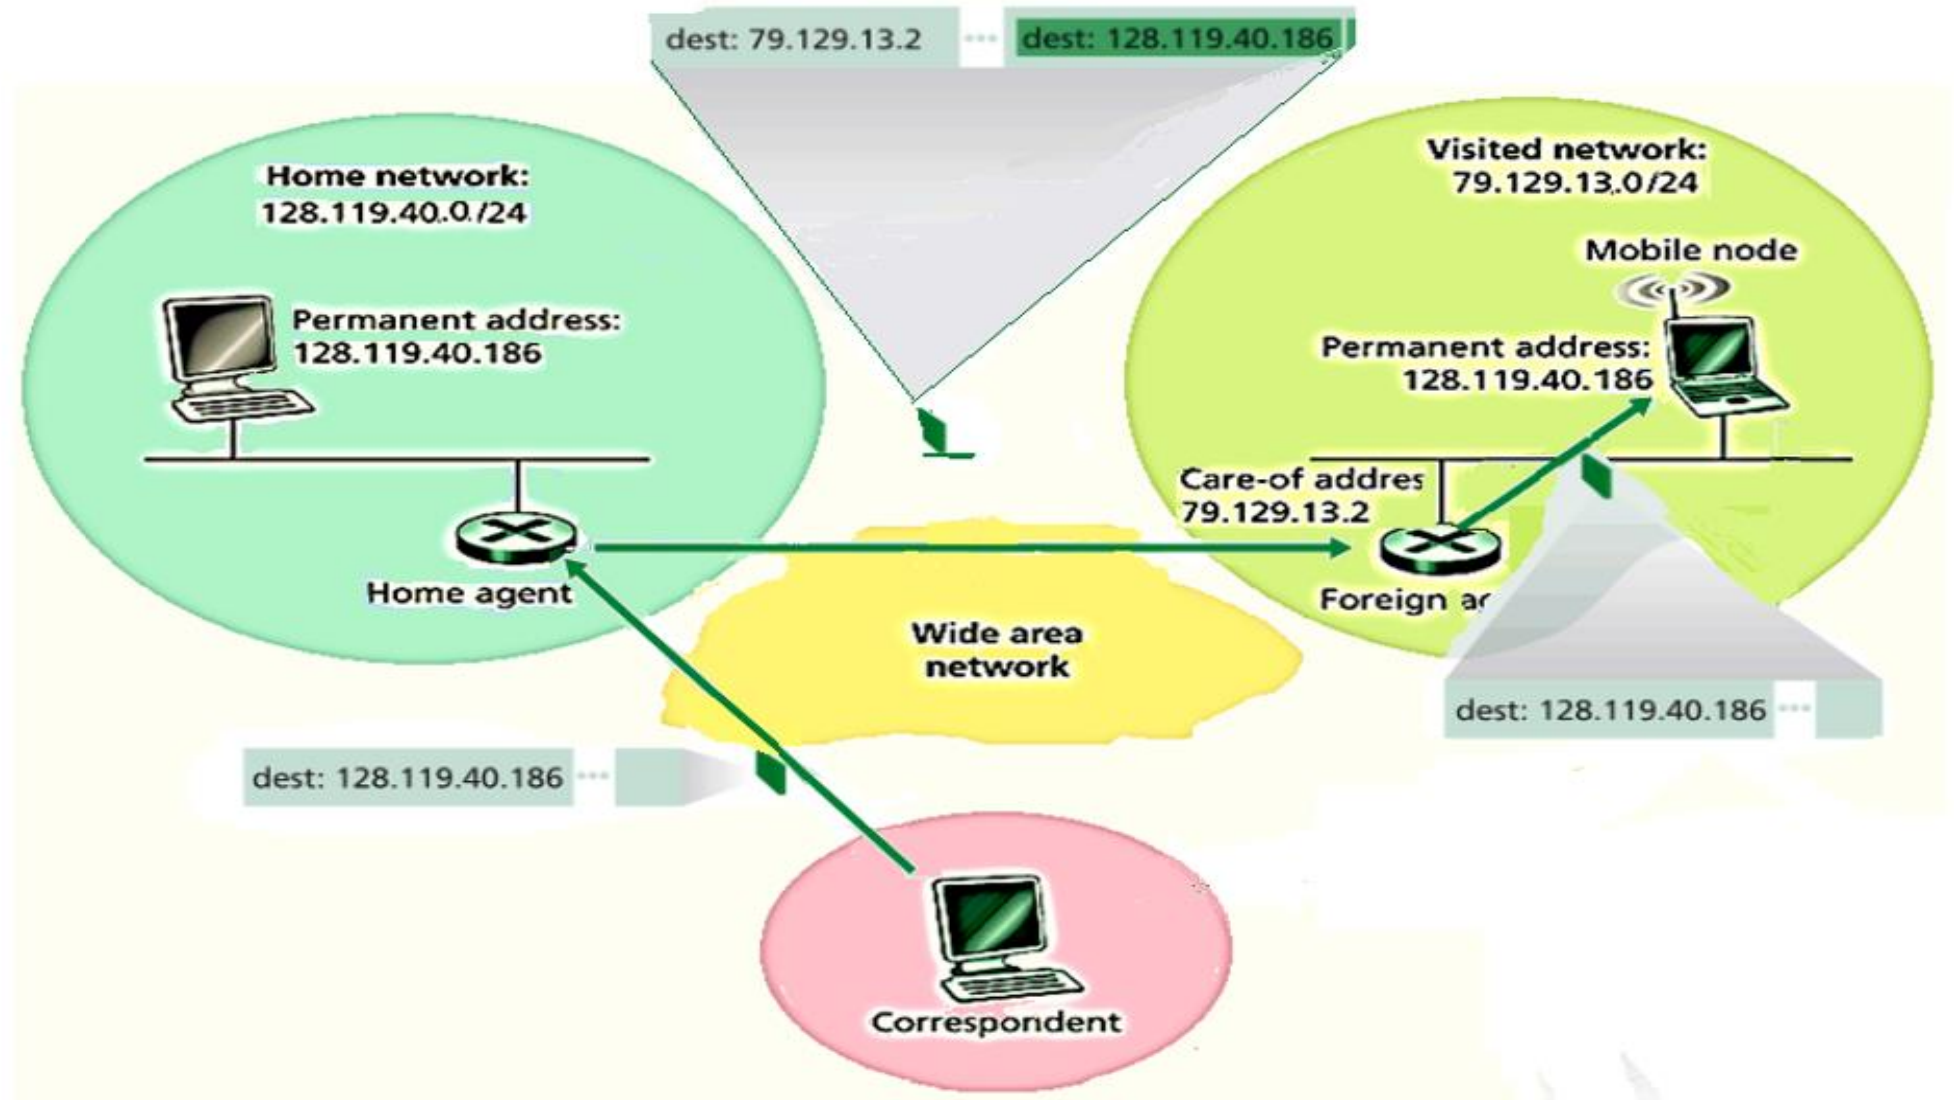 dest: 79.129.13.2 ... dest: 128.119.40.186
Home network:
128.119.40.0/24
Permanent address:
128.119.40.186
Home agent
Visited network:
79.129.13.0/24
Mobile node
Permanent address:
128.119.40.186
Care-of addres
79.129.13.2
Foreign
Wide area
network
dest: 128.119.40.186 ...
dest: 128.119.40.186 ...
Correspondent